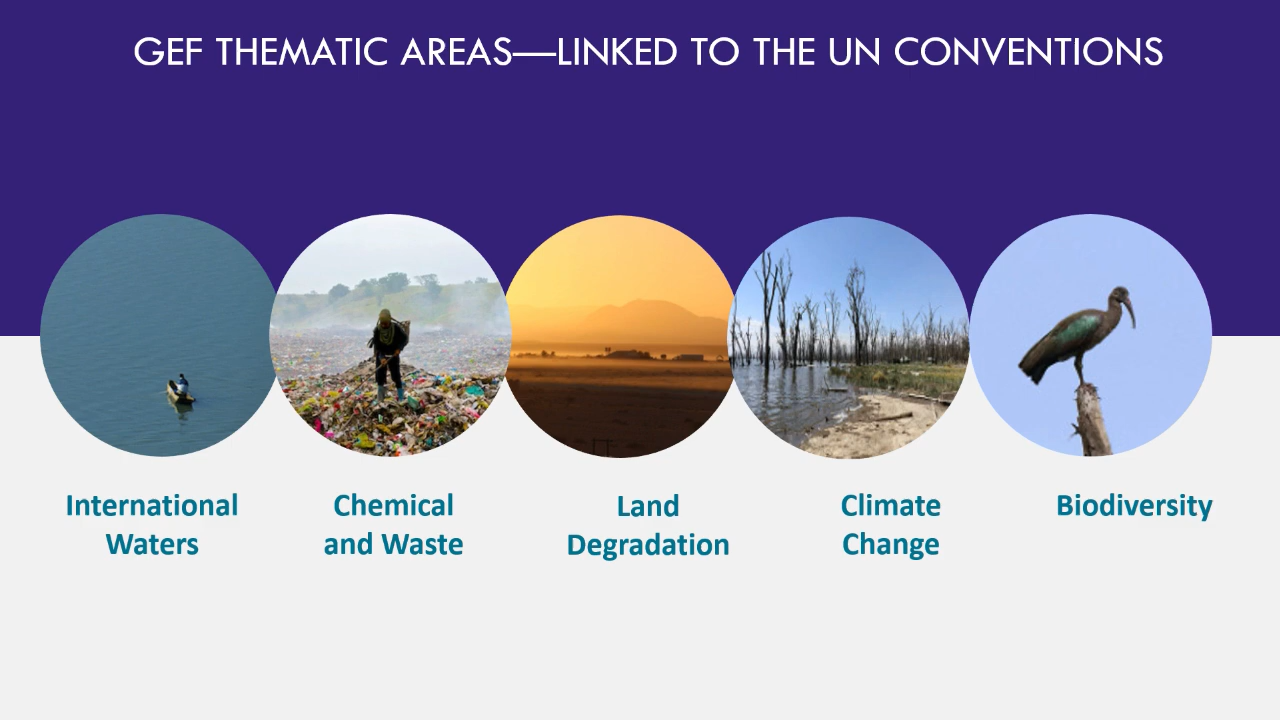 GEF THEMATIC AREAS—LINKED TO THE UN CONVENTIONS
International
Waters
Chemical
and Waste
Land
Degradation
Climate
Change
Biodiversity